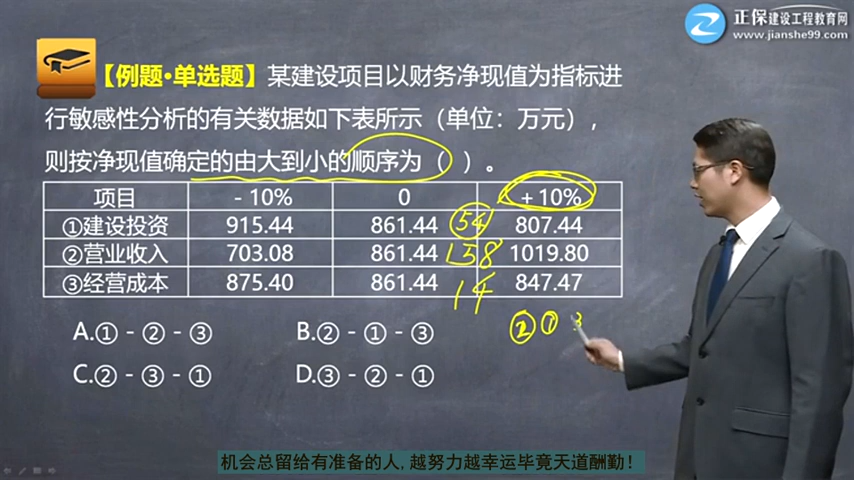 正保建设工程教育网
www.jianshe99.com
【例题•单选题】某建设项目以财务净现值为指标进
行敏感性分析的有关数据如下表所示（单位：万元），
则按净现值确定的由大到小的顺序为（ ）。
项目 －10% 0 ＋10%
①建设投资 915.44 861.44 54 807.44
②营业收入 703.08 861.44 158 1019.80
③经营成本 875.40 861.44 14 847.47
② ① 3
A.①－②－③ B.②－①－③
C.②－③－① D.③－②－①
机会总留给有准备的人,越努力越幸运毕竟天道酬勤！